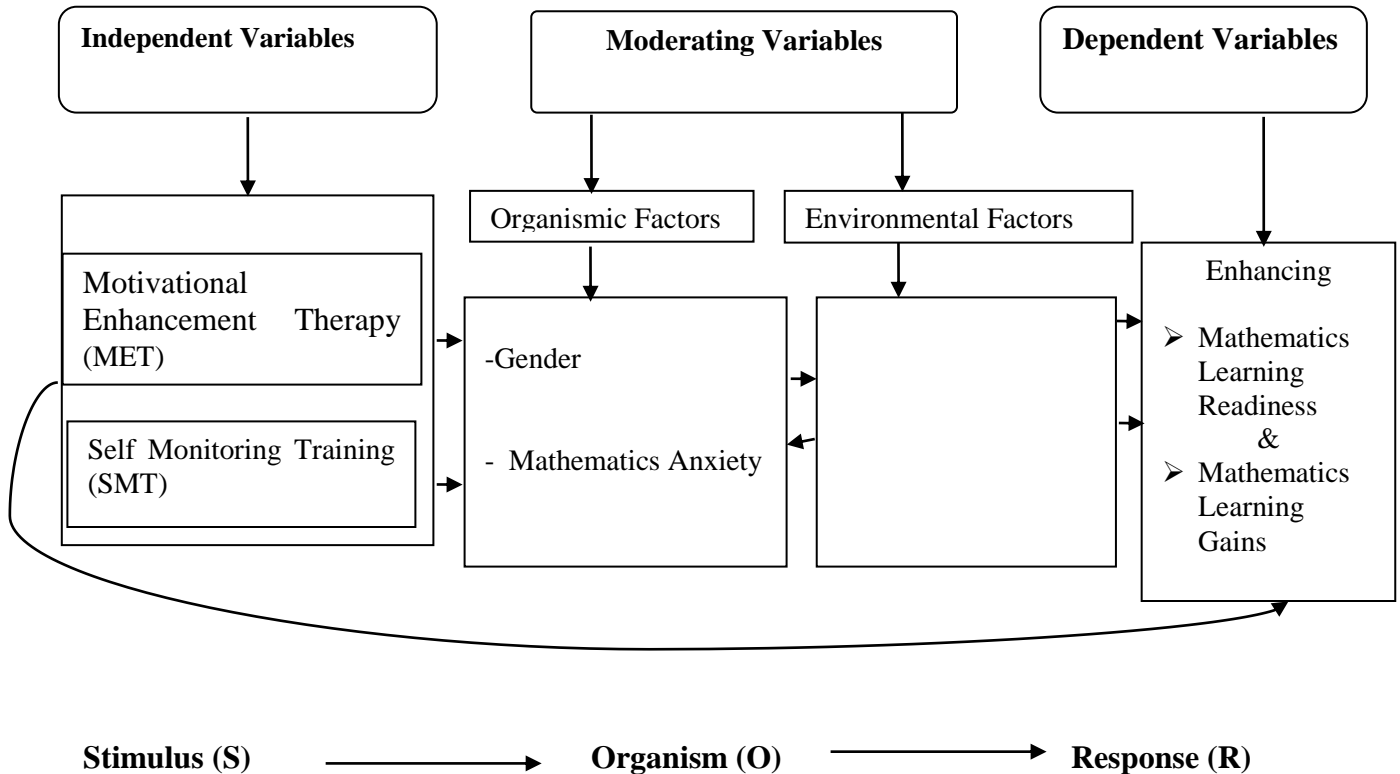 Independent Variables
Moderating Variables
Dependent Variables
Organismic Factors
Environmental Factors
Motivational
Enhancement Therapy
(MET)
Self Monitoring Training
(SMT)
-Gender
- Mathematics Anxiety
Enhancing
➢ Mathematics
Learning
Readiness
&
➢ Mathematics
Learning
Gains
Stimulus (S)
Organism (O)
Response (R)